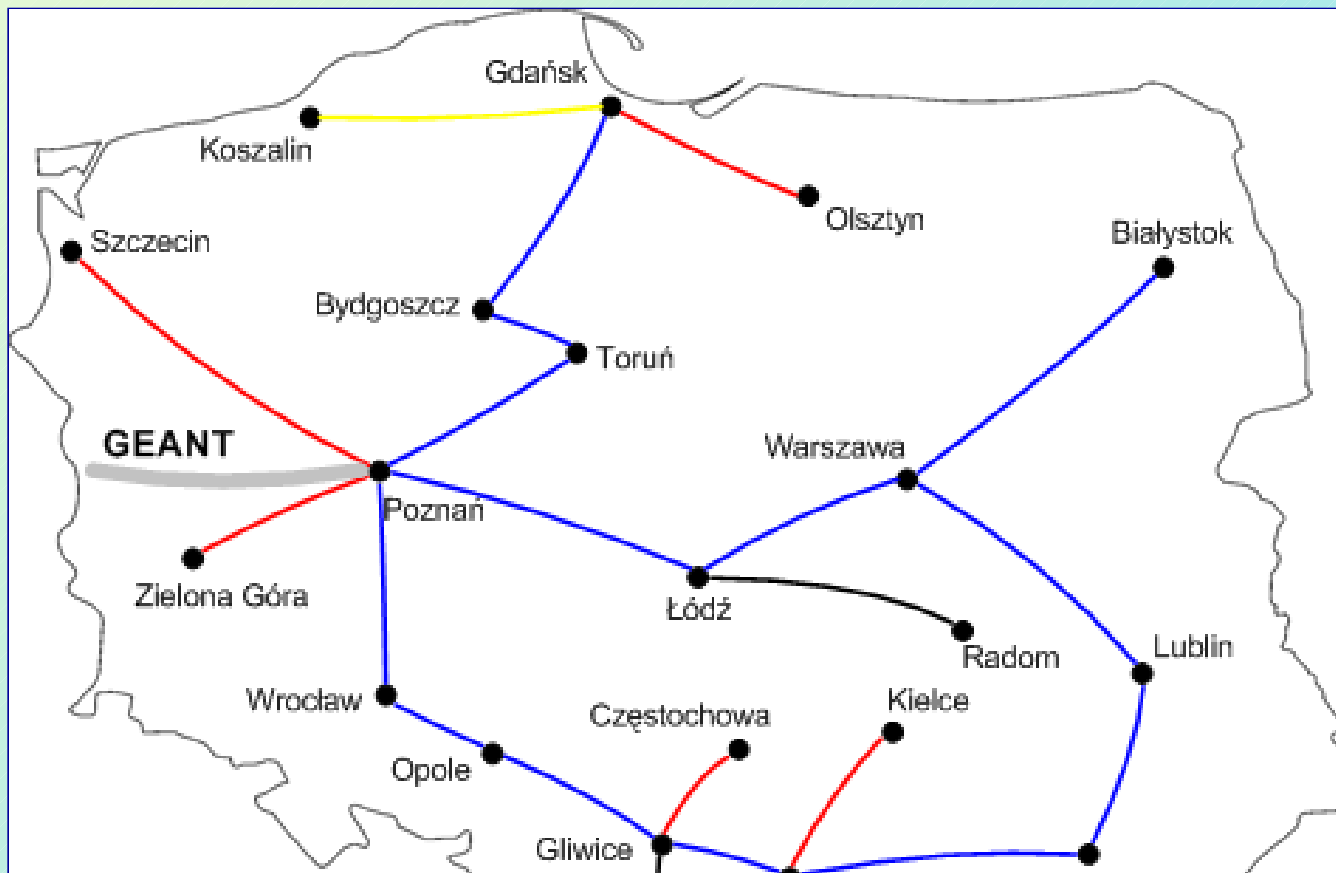 Gdańsk
Koszalin
Olsztyn
Szczecin
Białystok
Bydgoszcz
Toruń
GEANT
Warszawa
Poznań
Zielona Góra
Łódź
Radom
Lublin
Wrocław
Kielce
Częstochowa
Opole
Gliwice